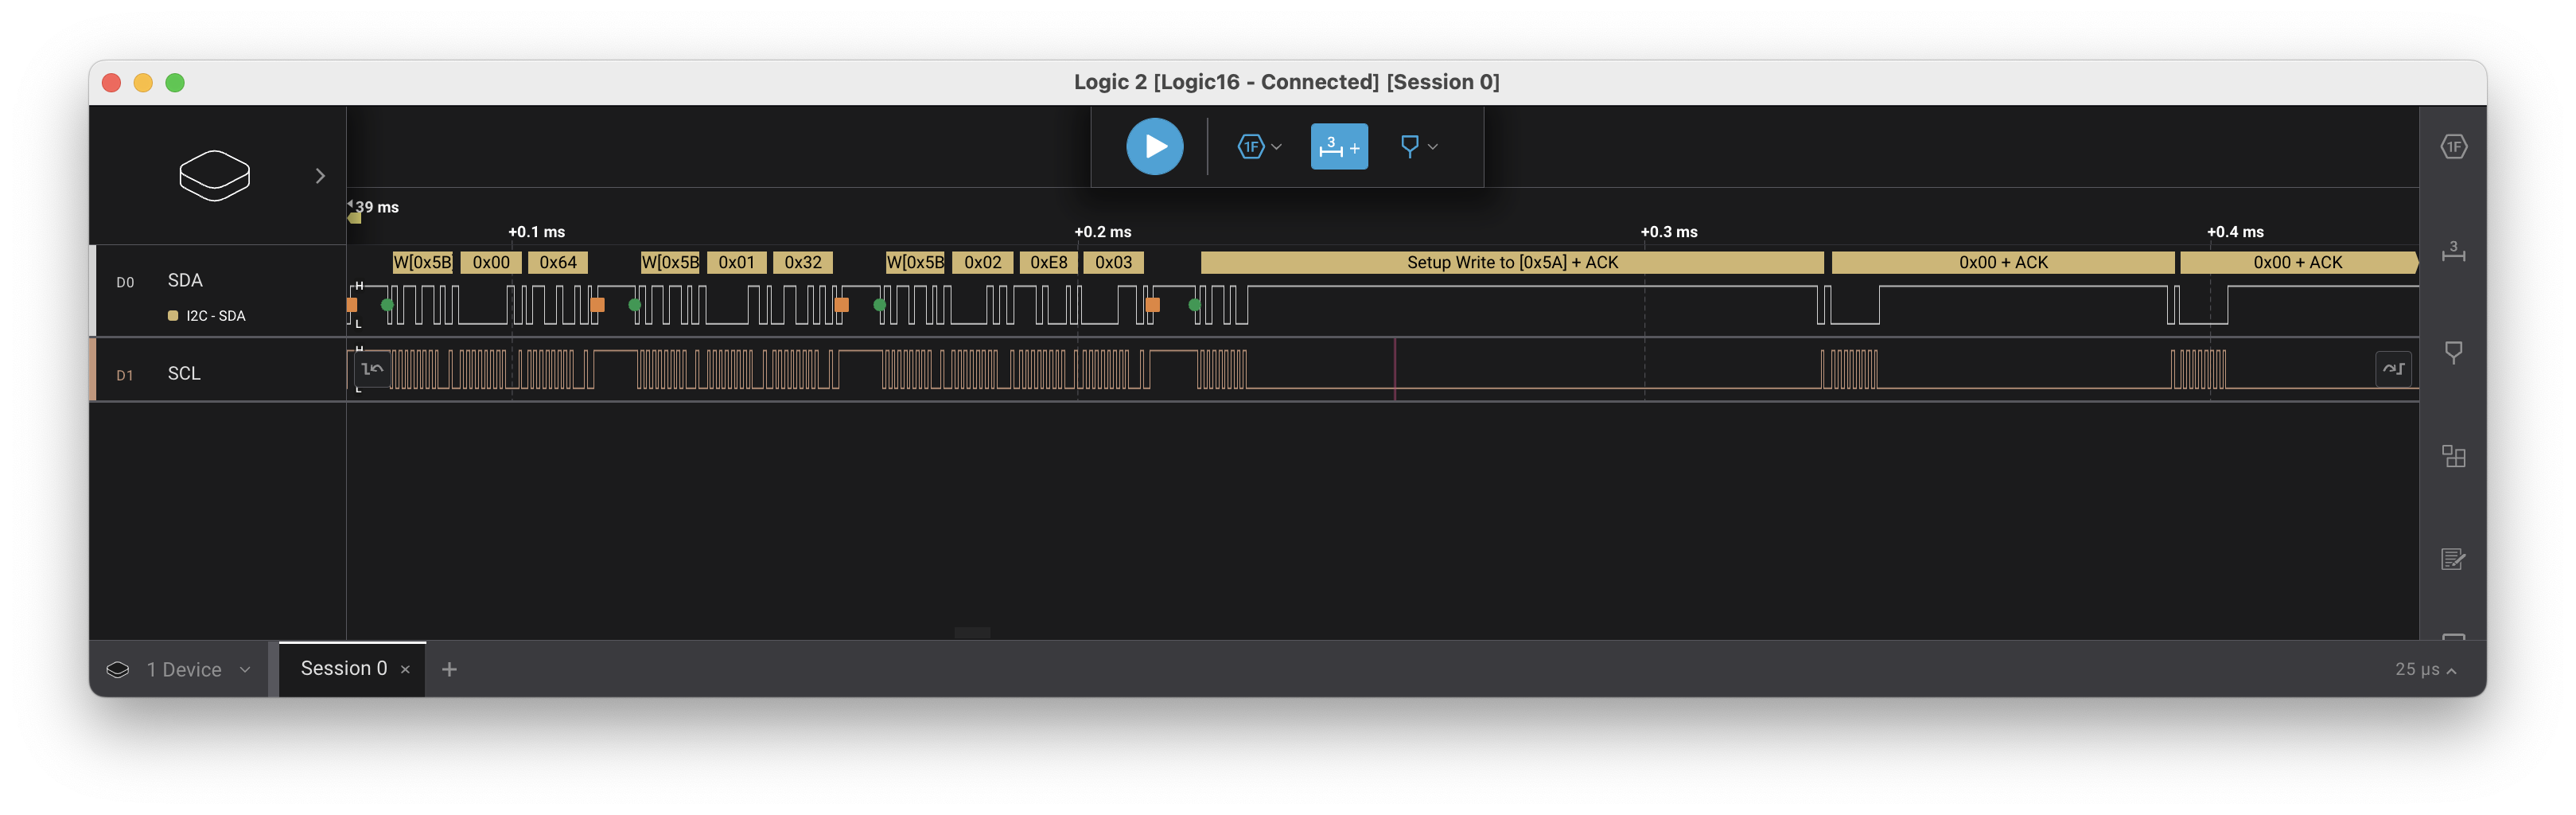 Logic 2 [Logic16 - Connected] [Session 0]
1F
3 +
39 ms
+0.1 ms +0.2 ms +0.3 ms +0.4 ms
W[0x5B] 0x00 0x64 W[0x5B 0x01 0x32 W[0x5B 0x02 0xE8 0x03 Setup Write to [0x5A] + ACK 0x00 + ACK 0x00 + ACK
D0 SDA
H
I2C - SDA
L
D1 SCL
H
L
1F
3
1 Device Session 0 × + 25 µs